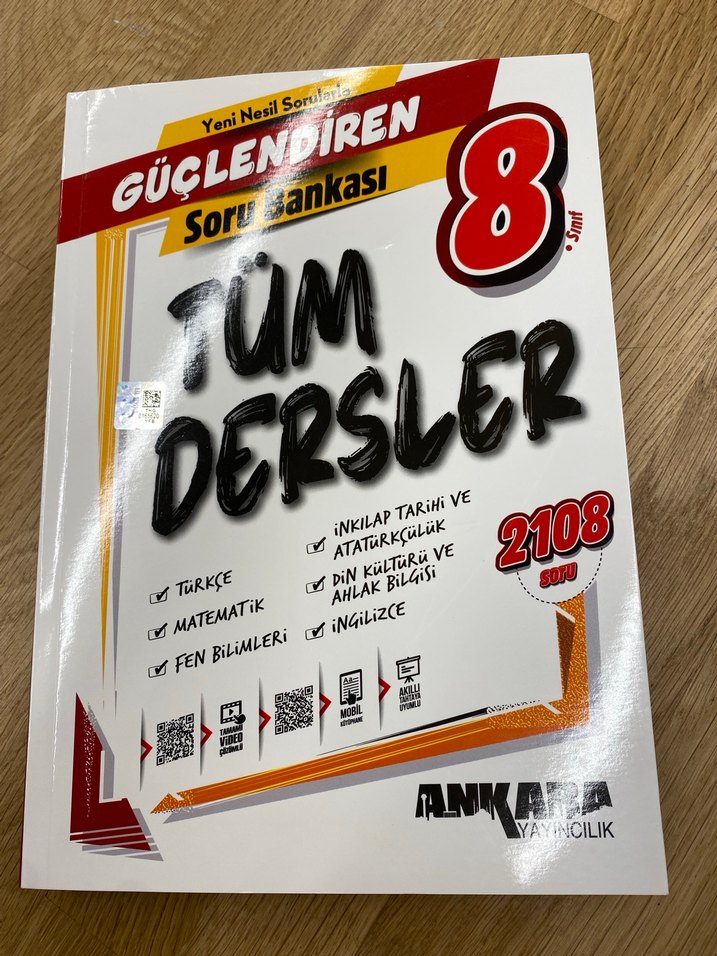 Yeni Nesil Sorularla
GÜÇLENDİREN
Soru Bankası
8
• Sınıf
TÜM
DERSLER
TÜRKÇE
MATEMATİK
FEN BİLİMLERİ
İNKILAP TARİHİ VE
ATATÜRKÇÜLÜK
DİN KÜLTÜRÜ VE
AHLAK BİLGİSİ
İNGİLİZCE
2108
SORU
TAMAMI
VİDEO
ÇÖZÜMLÜ
MOBİL
KÜTÜPHANE
AKILLI
TAHTAYA
UYUMLU
ANKARA
YAYINCILIK